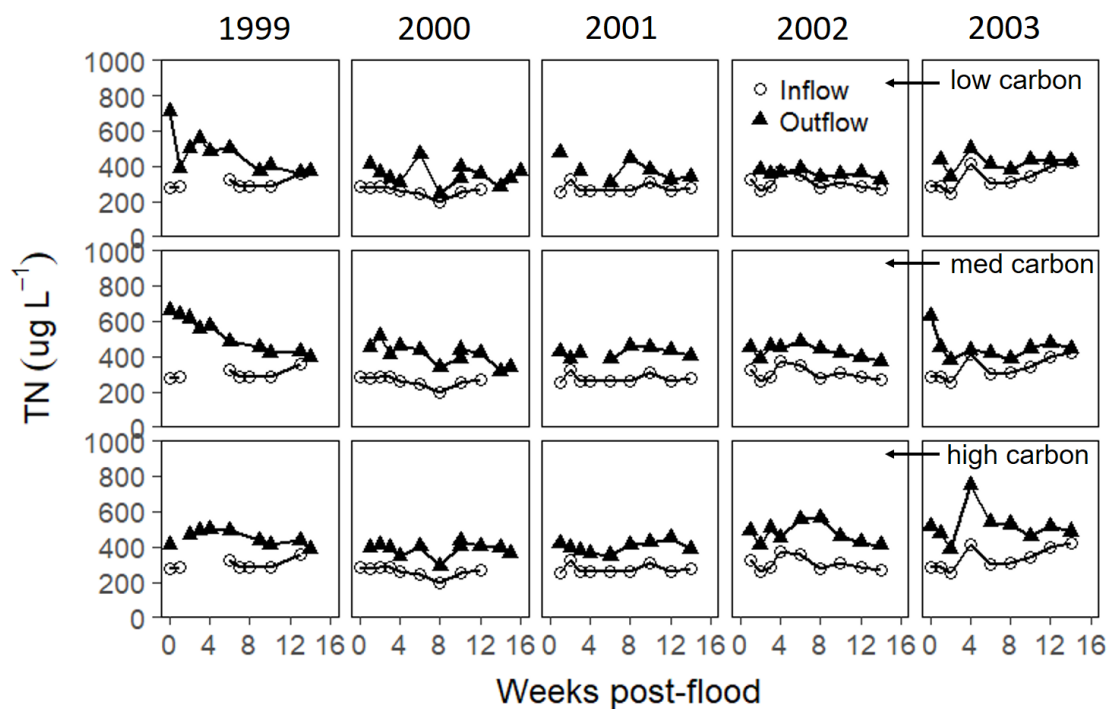 1999 2000 2001 2002 2003
1000 low carbon
800 Inflow
600 Outflow
400
200
0
1000 med carbon
800
600
400
200
0
1000 high carbon
800
600
400
200
0
TN (ug L⁻¹)
0 4 8 12 16 0 4 8 12 16 0 4 8 12 16 0 4 8 12 16 0 4 8 12 16
Weeks post-flood